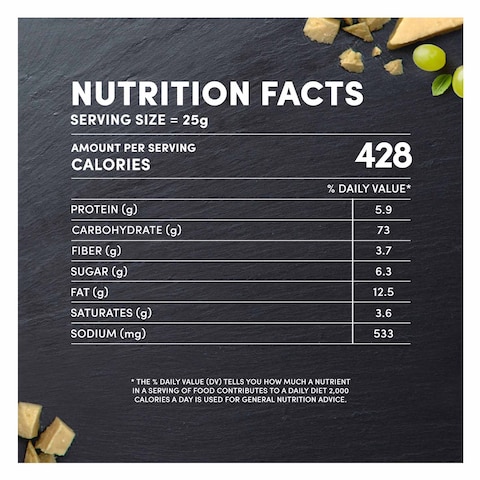 NUTRITION FACTS
SERVING SIZE = 25g
AMOUNT PER SERVING
CALORIES 428
% DAILY VALUE*
PROTEIN (g) 5.9
CARBOHYDRATE (g) 73
FIBER (g) 3.7
SUGAR (g) 6.3
FAT (g) 12.5
SATURATES (g) 3.6
SODIUM (mg) 533
* THE % DAILY VALUE (DV) TELLS YOU HOW MUCH A NUTRIENT
IN A SERVING OF FOOD CONTRIBUTES TO A DAILY DIET 2,000
CALORIES A DAY IS USED FOR GENERAL NUTRITION ADVICE.